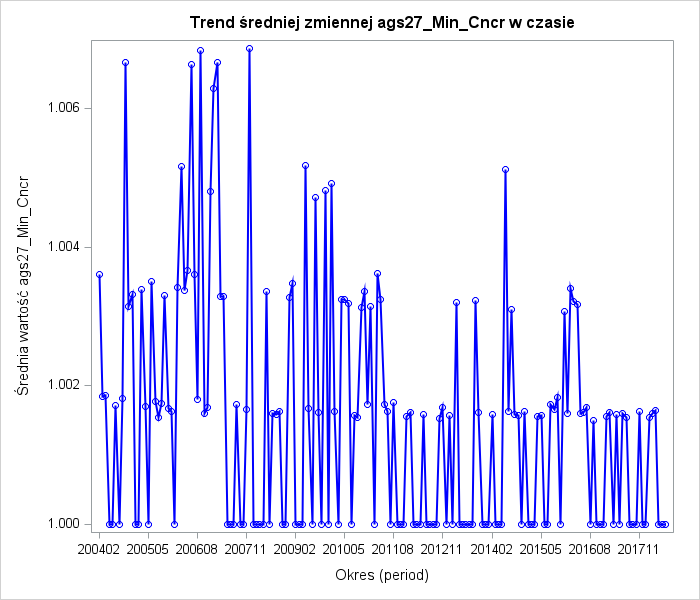 Trend średniej zmiennej ags27_Min_Cncr w czasie
Średnia wartość ags27_Min_Cncr
1.006
1.004
1.002
1.000
200402 200505 200608 200711 200902 201005 201108 201211 201402 201505 201608 201711
Okres (period)